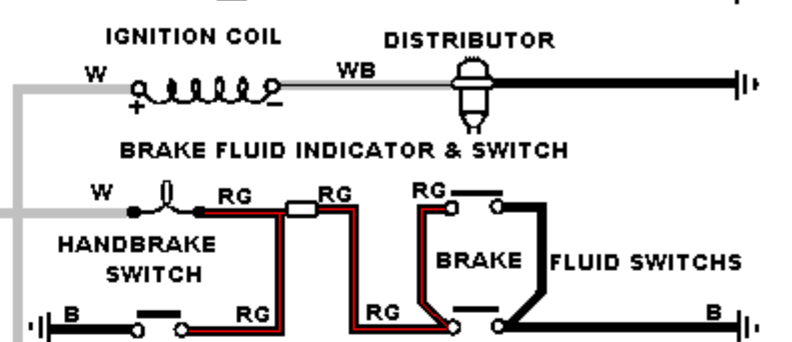 IGNITION COIL
DISTRIBUTOR
W
WB
+
−
BRAKE FLUID INDICATOR & SWITCH
W
RG
RG
RG
HANDBRAKE
SWITCH
BRAKE
FLUID SWITCHS
B
RG
RG
B